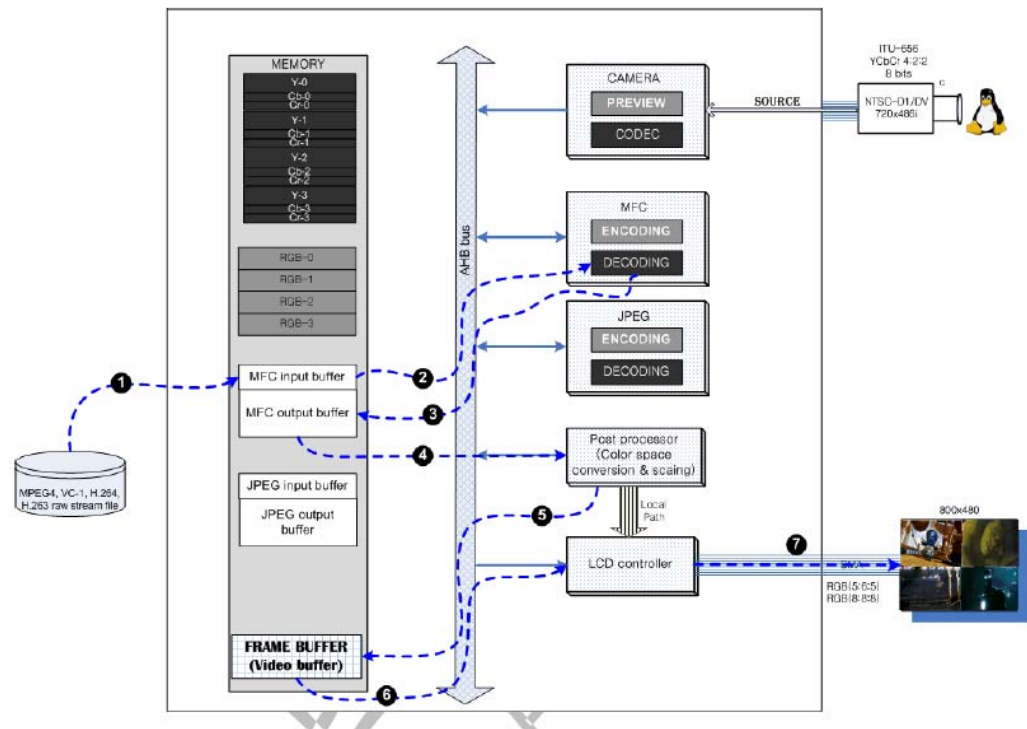 MEMORY
Y-0
Cb-0
Cr-0
Y-1
Cb-1
Cr-1
Y-2
Cb-2
Cr-2
Y-3
Cb-3
Cr-3
RGB-0
RGB-1
RGB-2
RGB-3
MFC input buffer
MFC output buffer
JPEG input buffer
JPEG output
buffer
FRAME BUFFER
(Video buffer)
1
MPEG4, VC-1, H.264,
H.263 raw stream file
2
3
4
5
6
AHB bus
CAMERA
PREVIEW
CODEC
SOURCE
ITU-656
YCbCr 4:2:2
8 bits
C
NTSC-D1/DV
720x486i
MFC
ENCODING
DECODING
JPEG
ENCODING
DECODING
Post processor
(Color space
conversion & scaing)
Local
Path
LCD controller
7
800x480
RGB(5:6:5)
RGB(8:8:8)